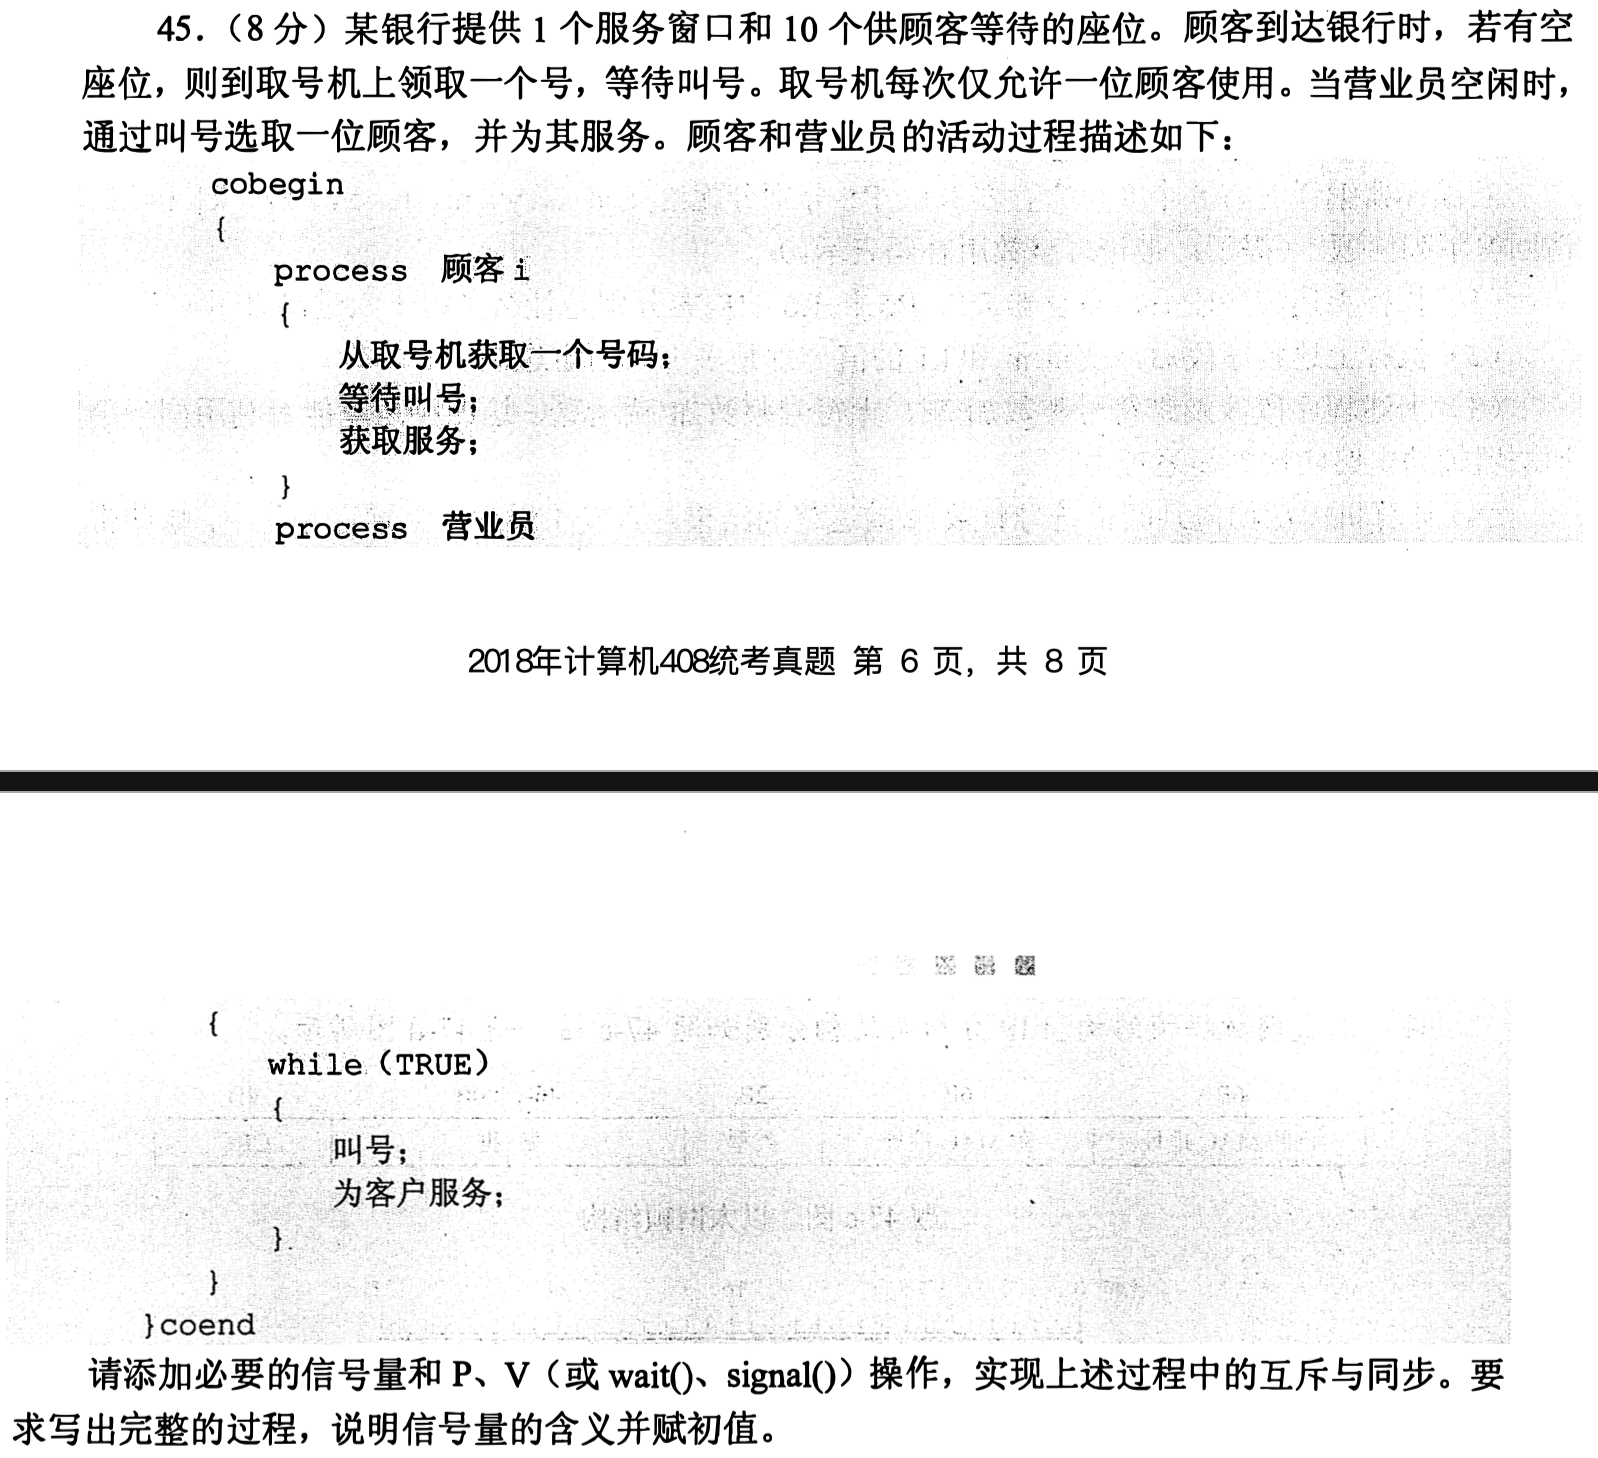 45.（8 分）某银行提供 1 个服务窗口和 10 个供顾客等待的座位。顾客到达银行时，若有空
座位，则到取号机上领取一个号，等待叫号。取号机每次仅允许一位顾客使用。当营业员空闲时，
通过叫号选取一位顾客，并为其服务。顾客和营业员的活动过程描述如下：
cobegin
{
process 顾客 i
{
从取号机获取一个号码；
等待叫号；
获取服务；
}
process 营业员
2018年计算机408统考真题 第 6 页，共 8 页
{
while（TRUE）
{
叫号；
为客户服务；
}
}
}coend
请添加必要的信号量和 P、V（或 wait()、signal()）操作，实现上述过程中的互斥与同步。要
求写出完整的过程，说明信号量的含义并赋初值。